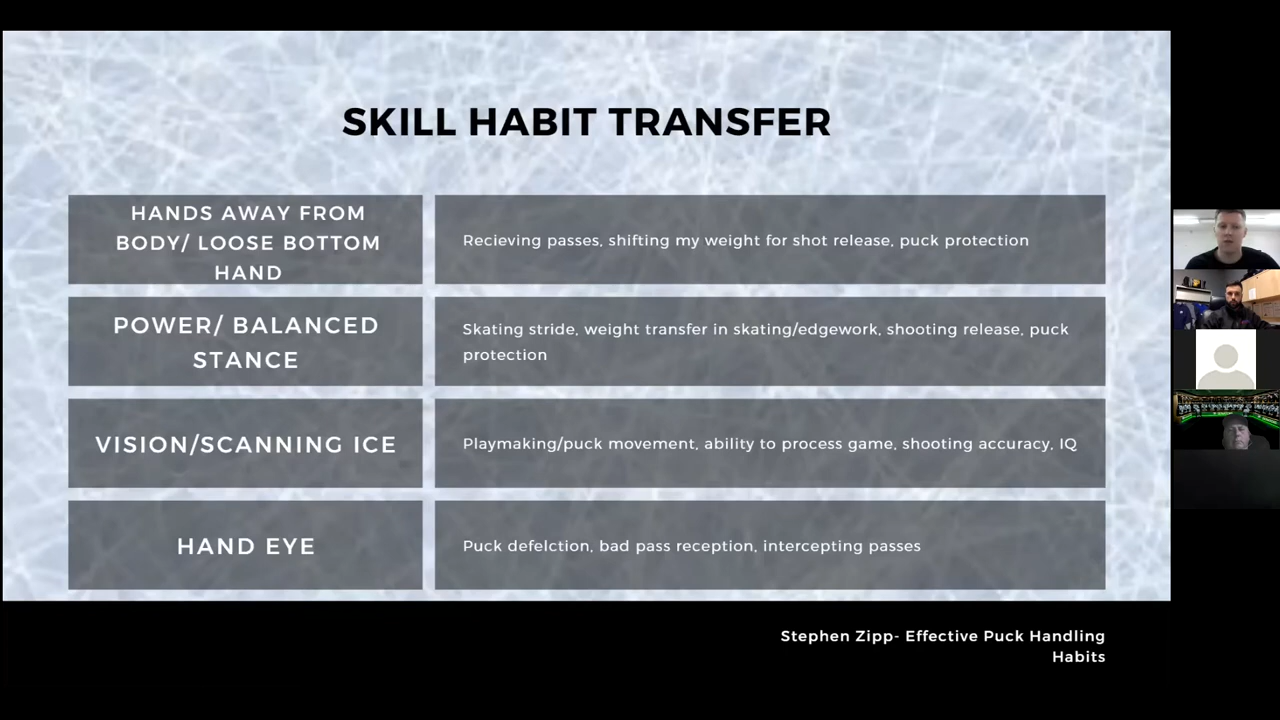 SKILL HABIT TRANSFER
HANDS AWAY FROM
BODY/ LOOSE BOTTOM
HAND
Recieving passes, shifting my weight for shot release, puck protection
POWER/ BALANCED
STANCE
Skating stride, weight transfer in skating/edgework, shooting release, puck
protection
VISION/SCANNING ICE
Playmaking/puck movement, ability to process game, shooting accuracy, IQ
HAND EYE
Puck defelction, bad pass reception, intercepting passes
Stephen Zipp- Effective Puck Handling
Habits